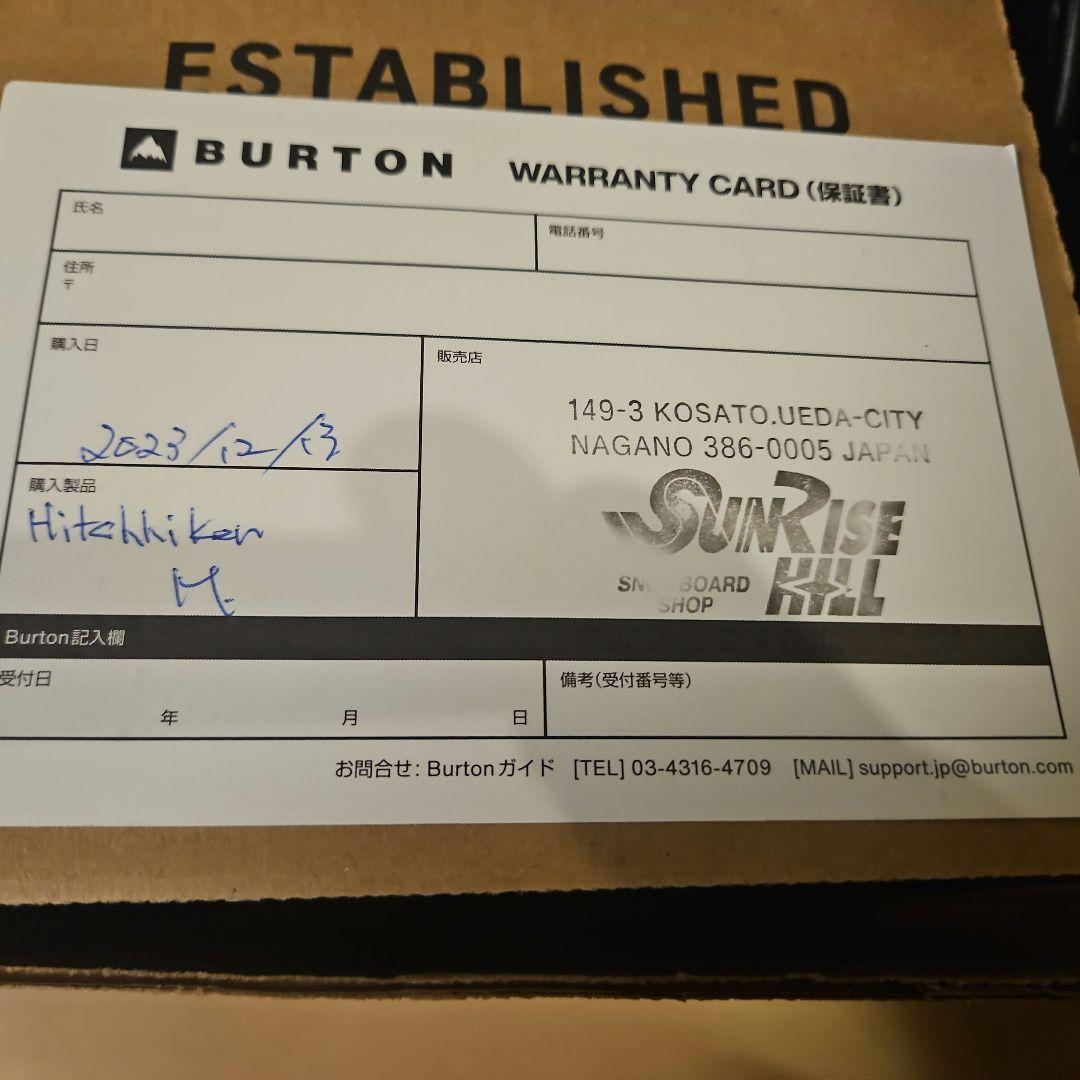 ESTABLISHED
BURTON WARRANTY CARD(保証書)
氏名
電話番号
住所
〒
購入日
2023/12/13
販売店
149-3 KOSATO.UEDA-CITY
NAGANO 386-0005 JAPAN
SUNRISE
HILL
SNOWBOARD
SHOP
購入製品
Hitchhiker
M.
Burton記入欄
受付日
年 月 日
備考(受付番号等)
お問合せ: Burtonガイド [TEL] 03-4316-4709 [MAIL] support.jp@burton.com